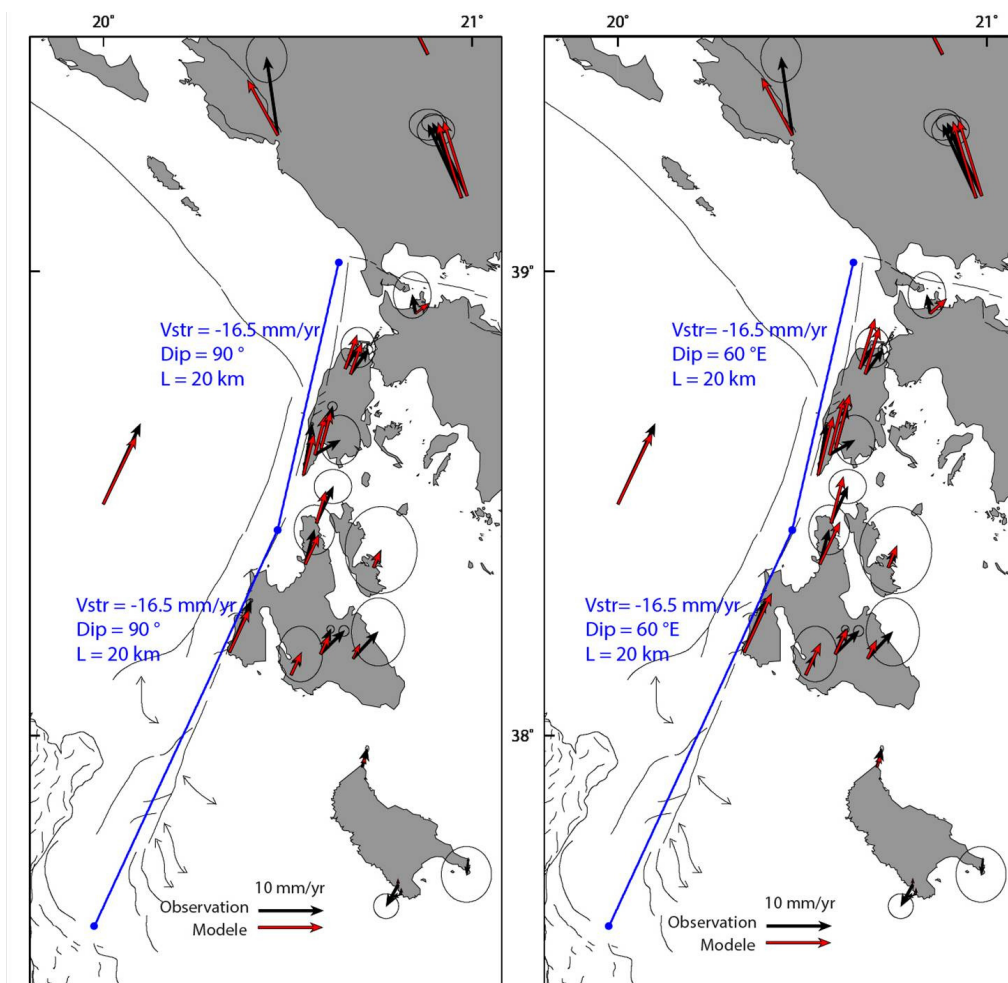 20° 21°
Vstr = -16.5 mm/yr
Dip = 90 °
L = 20 km
Vstr = -16.5 mm/yr
Dip = 90 °
L = 20 km
10 mm/yr
Observation
Modele
39°
38°
20° 21°
Vstr= -16.5 mm/yr
Dip = 60 °E
L = 20 km
Vstr= -16.5 mm/yr
Dip = 60 °E
L = 20 km
10 mm/yr
Observation
Modele